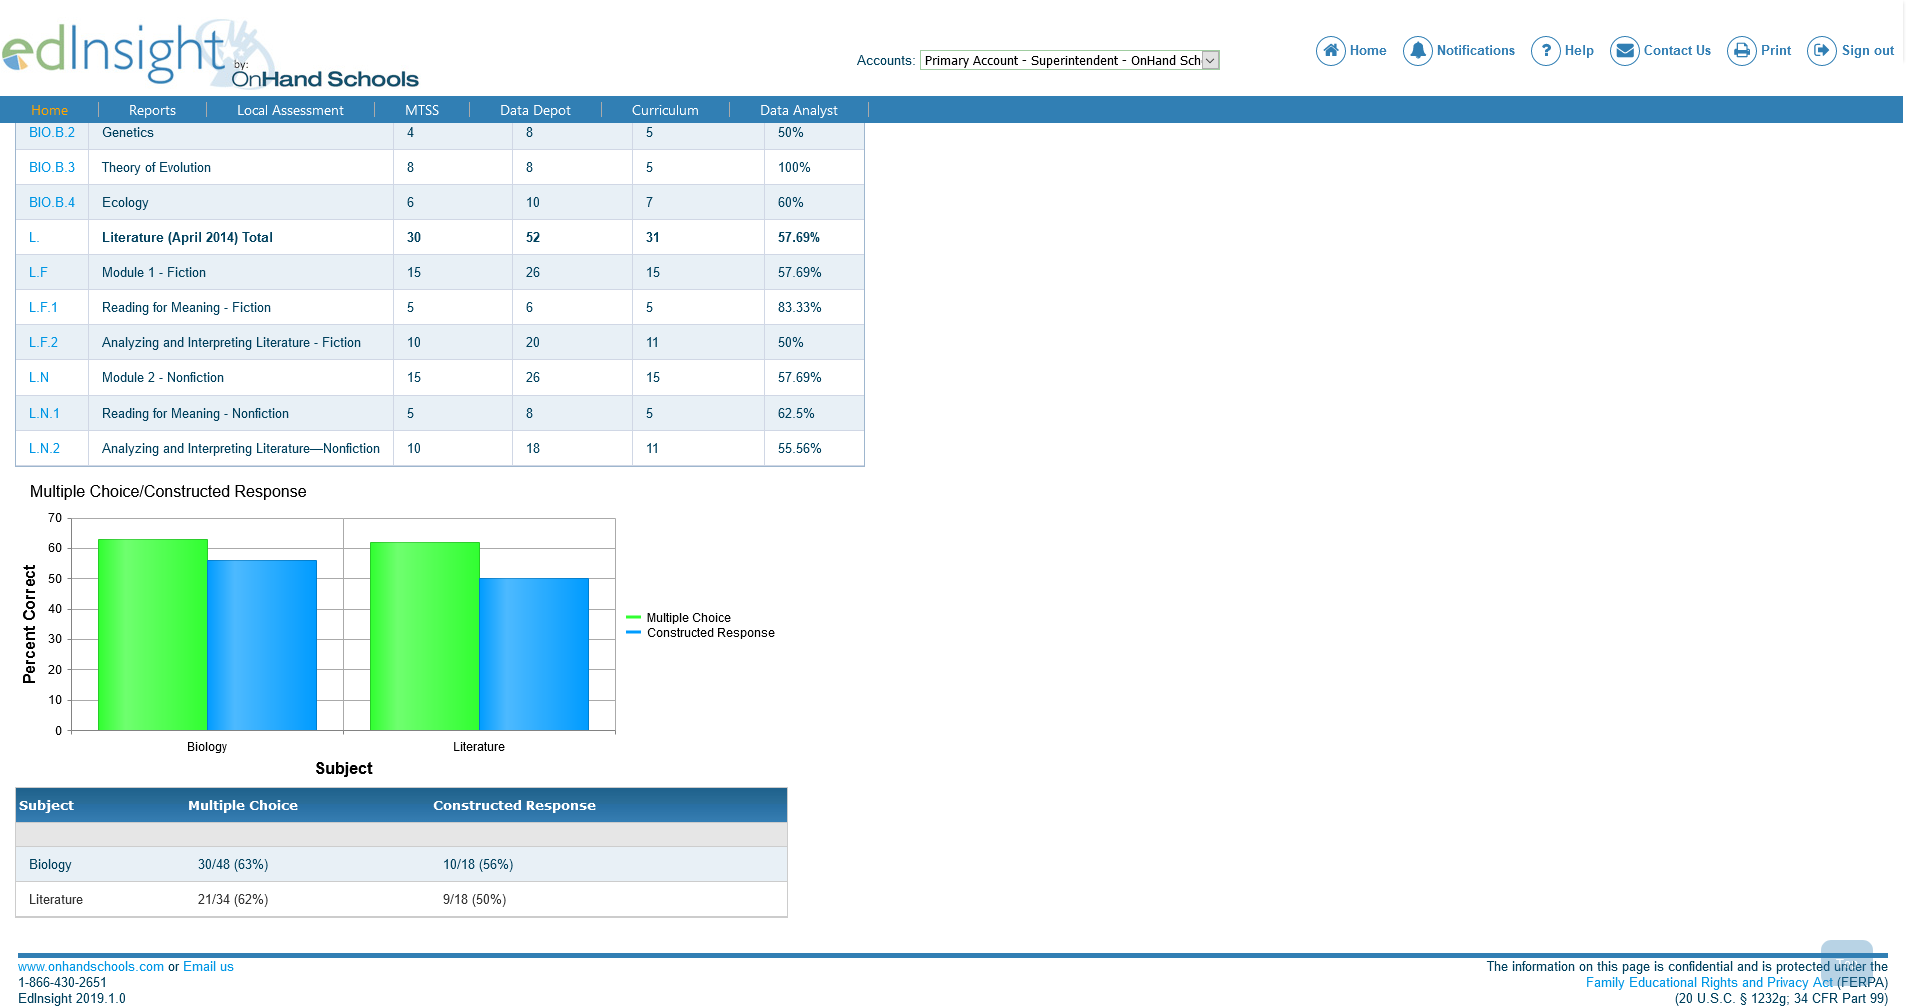 edInsight
by:
OnHand Schools
Accounts: Primary Account - Superintendent - OnHand Sch
Home Notifications ? Help Contact Us Print Sign out
Home Reports Local Assessment MTSS Data Depot Curriculum Data Analyst
BIO.B.2 Genetics 4 8 5 50%
BIO.B.3 Theory of Evolution 8 8 5 100%
BIO.B.4 Ecology 6 10 7 60%
L. Literature (April 2014) Total 30 52 31 57.69%
L.F Module 1 - Fiction 15 26 15 57.69%
L.F.1 Reading for Meaning - Fiction 5 6 5 83.33%
L.F.2 Analyzing and Interpreting Literature - Fiction 10 20 11 50%
L.N Module 2 - Nonfiction 15 26 15 57.69%
L.N.1 Reading for Meaning - Nonfiction 5 8 5 62.5%
L.N.2 Analyzing and Interpreting Literature—Nonfiction 10 18 11 55.56%
Multiple Choice/Constructed Response
70
60
50
40
30
20
10
0
Percent Correct
Multiple Choice
Constructed Response
Biology Literature
Subject
Subject Multiple Choice Constructed Response
Biology 30/48 (63%) 10/18 (56%)
Literature 21/34 (62%) 9/18 (50%)
www.onhandschools.com or Email us
1-866-430-2651
EdInsight 2019.1.0
The information on this page is confidential and is protected under the
Family Educational Rights and Privacy Act (FERPA)
(20 U.S.C. § 1232g; 34 CFR Part 99)